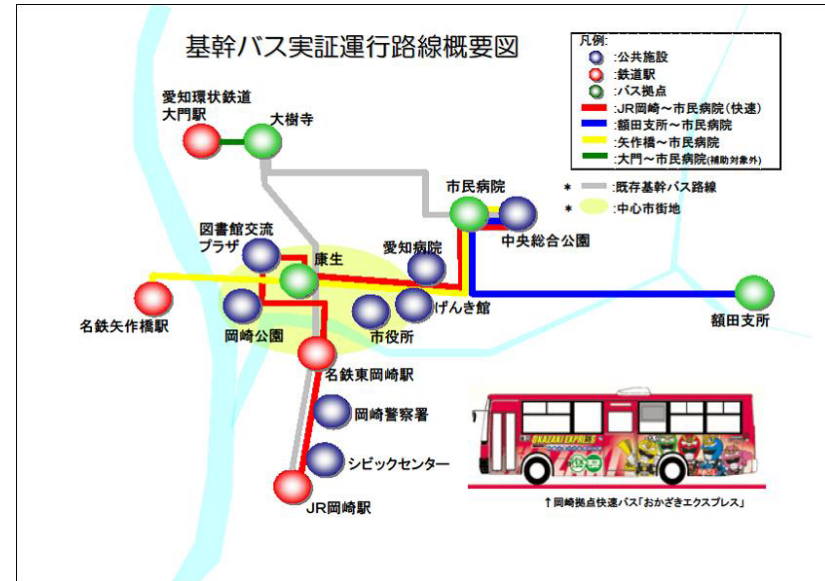 基幹バス実証運行路線概要図
凡例:
:公共施設
:鉄道駅
:バス拠点
:JR岡崎～市民病院(快速)
:額田支所～市民病院
:矢作橋～市民病院
:大門～市民病院(補助対象外)
* :既存基幹バス路線
* :中心市街地
愛知環状鉄道
大門駅
大樹寺
市民病院
中央総合公園
図書館交流
プラザ
康生
愛知病院
げんき館
名鉄矢作橋駅
岡崎公園
市役所
額田支所
名鉄東岡崎駅
岡崎警察署
シビックセンター
JR岡崎駅
OKAZAKI EXPRESS
↑岡崎拠点快速バス「おかざきエクスプレス」